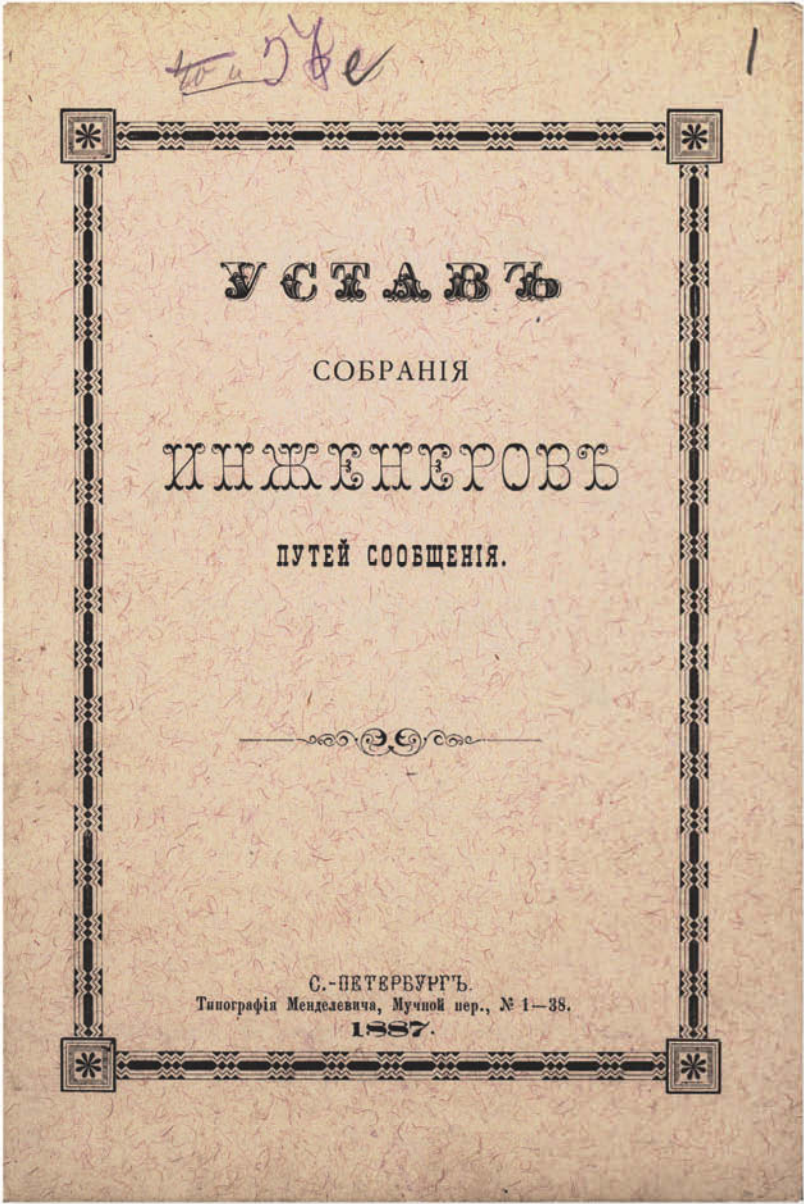 1
УСТАВЪ
СОБРАНІЯ
ИНЖЕНЕРОВЪ
ПУТЕЙ СООБЩЕНІЯ.
С.-ПЕТЕРБУРГЪ.
Типографія Менделевича, Мучной пер., № 1—38.
1887.